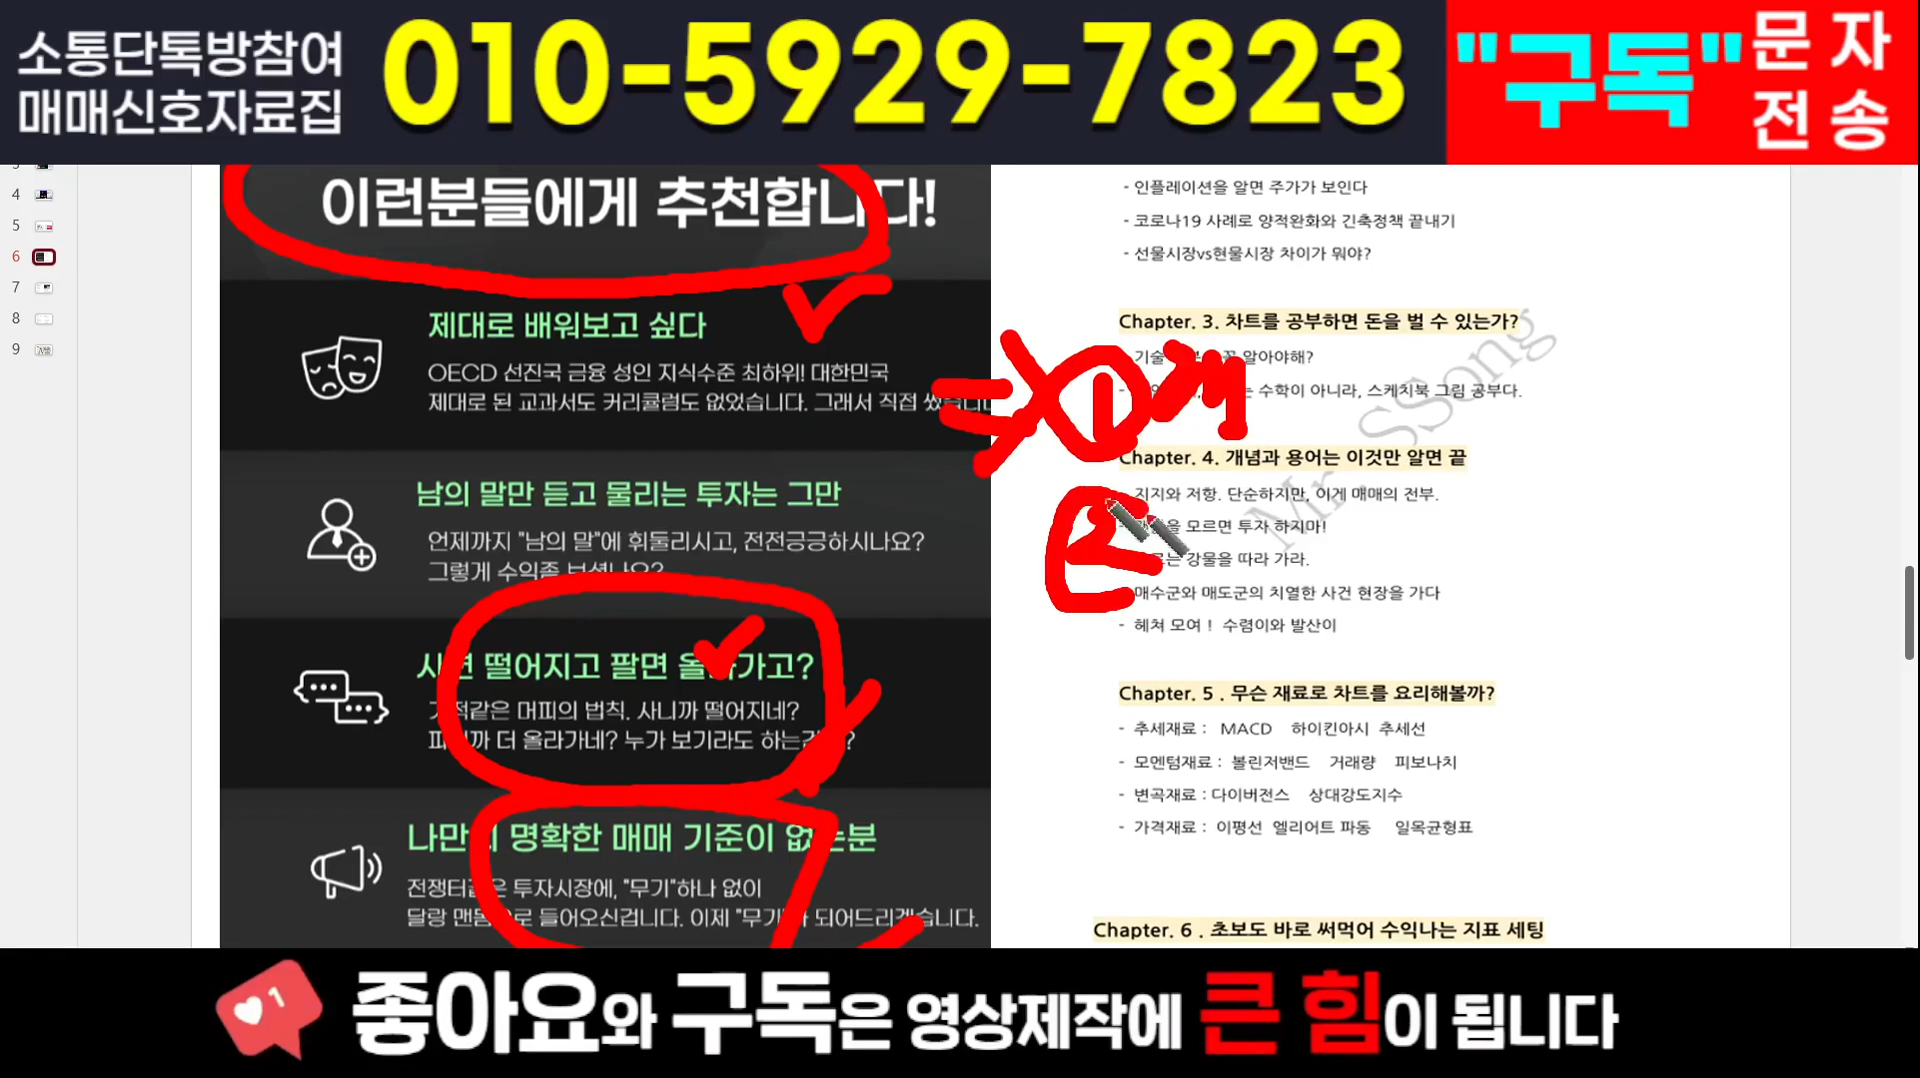 소통단톡방참여
매매신호자료집
010-5929-7823
"구독"
문자
전송
4
5
6
7
8
9
이런분들에게 추천합니다!
제대로 배워보고 싶다
OECD 선진국 금융 성인 지식수준 최하위! 대한민국
제대로 된 교과서도 커리큘럼도 없었습니다. 그래서 직접
남의 말만 듣고 물리는 투자는 그만
언제까지 "남의 말"에 휘둘리시고, 전전긍긍하시나요?
그렇게 수익좀 보셨나요?
떨어지고 팔면
머피의 법칙. 사니까 떨어지네?
더 올라가네? 누가 보기라도
명확한 매매 기준이
투자시장에, "무기"하나 없이
달랑 들어오신겁니다. 이제
- 인플레이션을 알면 주가가 보인다
- 코로나19 사례로 양적완화와 긴축정책 끝내기
- 선물시장vs현물시장 차이가 뭐야?
Chapter. 3. 차트를 공부하면 돈을 벌 수 있는가?
알아야해?
수학이 아니라, 스케치북 그림 공부다.
Chapter. 4. 개념과 용어는 이것만 알면 끝
지지와 저항. 단순하지만, 이게 매매의 전부.
모르면 투자 하지마!
강물을 따라 가라.
매수군와 매도군의 치열한 사건 현장을 가다
- 헤쳐 모여 ! 수렴이와 발산이
Chapter. 5 . 무슨 재료로 차트를 요리해볼까?
- 추세재료 : MACD 하이킨아시 추세선
- 모멘텀재료 : 볼린저밴드 거래량 피보나치
- 변곡재료 : 다이버전스 상대강도지수
- 가격재료 : 이평선 엘리어트 파동 일목균형표
Chapter. 6 . 초보도 바로 써먹어 수익나는 지표 세팅
Mr. SSong
1
좋아요와 구독은 영상제작에 큰 힘이 됩니다